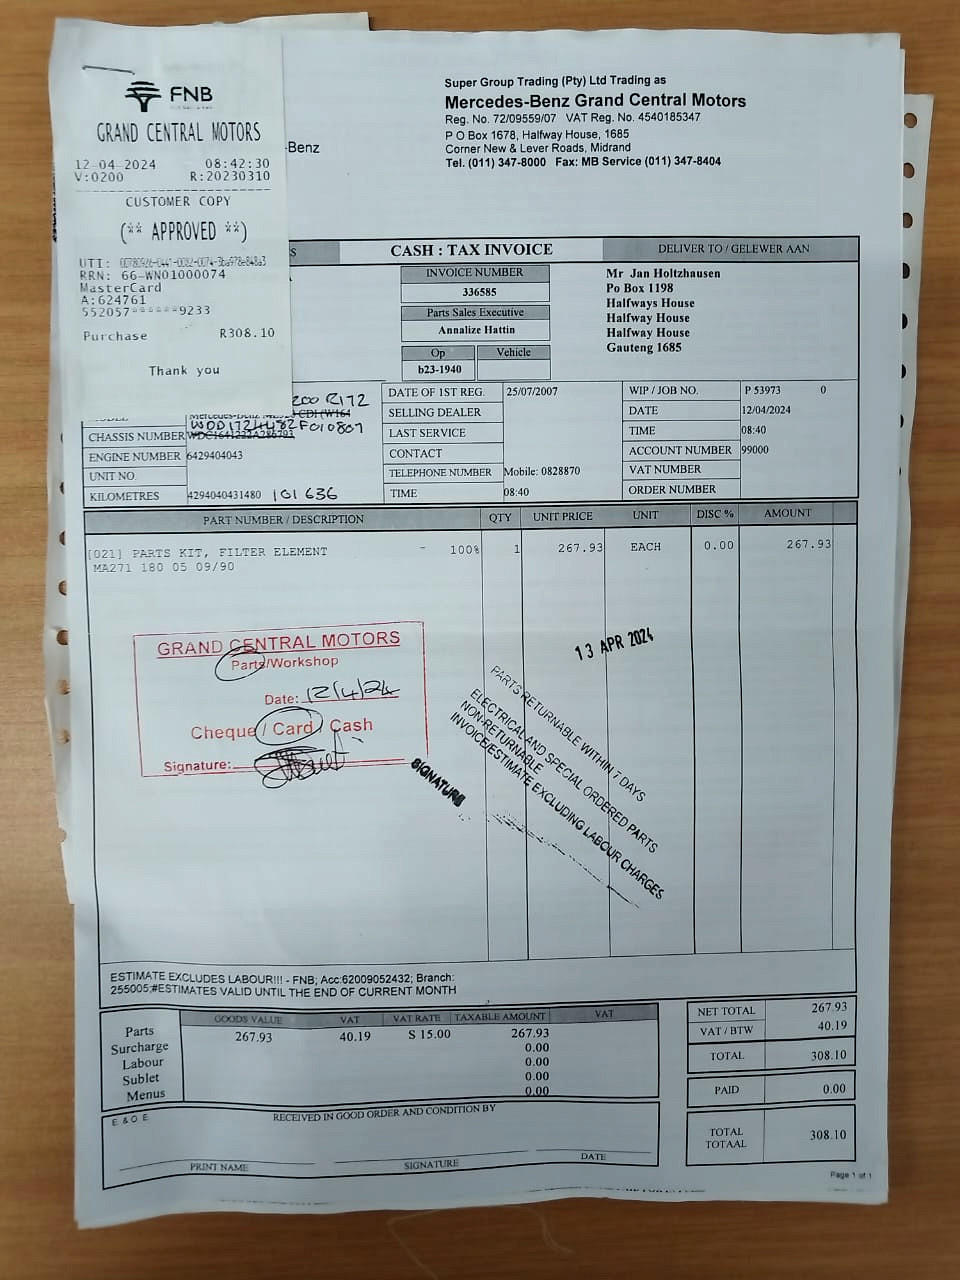 FNB
GRAND CENTRAL MOTORS
12-04-2024 08:42:30
V:0200 R:20230310
CUSTOMER COPY
(** APPROVED **)
UTI:
RRN: 66-WN01000074
MasterCard
A:624761
552057******9233
Purchase R308.10
Thank you
-Benz
Super Group Trading (Pty) Ltd Trading as
Mercedes-Benz Grand Central Motors
Reg. No. 72/09559/07 VAT Reg. No. 4540185347
P O Box 1678, Halfway House, 1685
Corner New & Lever Roads, Midrand
Tel. (011) 347-8000 Fax: MB Service (011) 347-8404
CASH : TAX INVOICE
DELIVER TO / GELEWER AAN
INVOICE NUMBER
336585
Parts Sales Executive
Annalize Hattin
Op Vehicle
b23-1940
Mr Jan Holtzhausen
Po Box 1198
Halfways House
Halfway House
Halfway House
Gauteng 1685
200 R172
Mercedes-Benz CDI (W164
WDD1724482F010807
CHASSIS NUMBER WDC1641222A286793
ENGINE NUMBER 6429404043
UNIT NO.
KILOMETRES 4294040431480 101 636
DATE OF 1ST REG. 25/07/2007
SELLING DEALER
LAST SERVICE
CONTACT
TELEPHONE NUMBER Mobile: 0828870
TIME 08:40
WIP / JOB NO. P 53973 0
DATE 12/04/2024
TIME 08:40
ACCOUNT NUMBER 99000
VAT NUMBER
ORDER NUMBER
PART NUMBER / DESCRIPTION QTY UNIT PRICE UNIT DISC % AMOUNT
[021] PARTS KIT, FILTER ELEMENT - 100% 1 267.93 EACH 0.00 267.93
MA271 180 05 09/90
GRAND CENTRAL MOTORS
Parts/Workshop
Date: 12/4/24
Cheque / Card / Cash
Signature:
13 APR 2024
PARTS RETURNABLE WITHIN 7 DAYS
ELECTRICAL AND SPECIAL ORDERED PARTS
NON-RETURNABLE
INVOICE/ESTIMATE EXCLUDING LABOUR CHARGES
SIGNATURE
ESTIMATE EXCLUDES LABOUR!!! - FNB; Acc:62009052432; Branch:
255005;#ESTIMATES VALID UNTIL THE END OF CURRENT MONTH
GOODS VALUE VAT VAT RATE TAXABLE AMOUNT VAT
Parts 267.93 40.19 S 15.00 267.93
Surcharge 0.00
Labour 0.00
Sublet 0.00
Menus 0.00
NET TOTAL 267.93
VAT / BTW 40.19
TOTAL 308.10
PAID 0.00
TOTAL
TOTAAL 308.10
E & O E RECEIVED IN GOOD ORDER AND CONDITION BY
PRINT NAME SIGNATURE DATE
Page 1 of 1